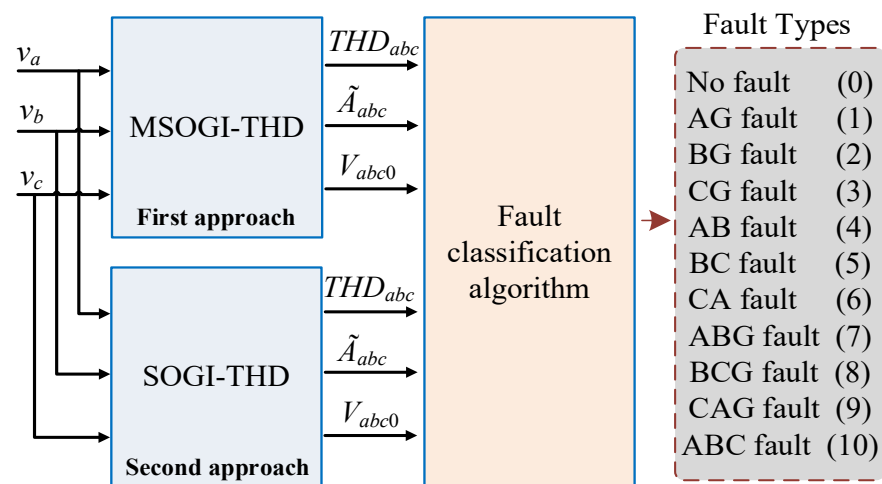 v_a
v_b
v_c
MSOGI-THD
First approach
THD_abc
Ã_abc
V_abc0
SOGI-THD
Second approach
THD_abc
Ã_abc
V_abc0
Fault
classification
algorithm
Fault Types
No fault (0)
AG fault (1)
BG fault (2)
CG fault (3)
AB fault (4)
BC fault (5)
CA fault (6)
ABG fault (7)
BCG fault (8)
CAG fault (9)
ABC fault (10)